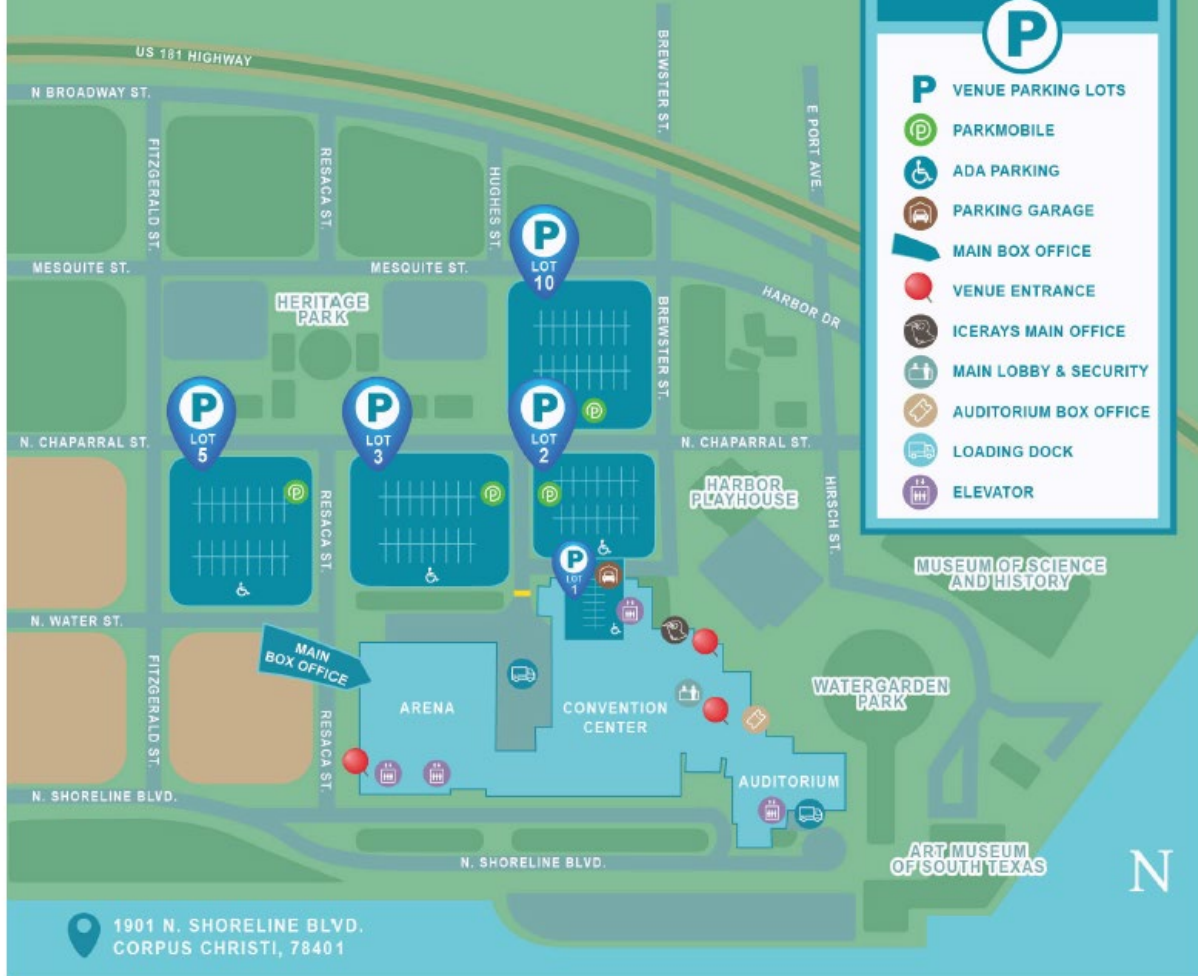 P
P VENUE PARKING LOTS
P PARKMOBILE
ADA PARKING
PARKING GARAGE
MAIN BOX OFFICE
VENUE ENTRANCE
ICERAYS MAIN OFFICE
MAIN LOBBY & SECURITY
AUDITORIUM BOX OFFICE
LOADING DOCK
ELEVATOR
US 181 HIGHWAY
N BROADWAY ST.
BREWSTER ST.
E PORT AVE.
FITZGERALD ST.
RESACA ST.
HUGHES ST.
MESQUITE ST.
MESQUITE ST.
HARBOR DR
HERITAGE
PARK
P
LOT
10
BREWSTER ST.
P
N. CHAPARRAL ST.
N. CHAPARRAL ST.
P
LOT
5
P
LOT
3
P
LOT
2
P
P
P
RESACA ST.
HARBOR
PLAYHOUSE
HIRSCH ST.
MUSEUM OF SCIENCE
AND HISTORY
P
LOT
1
N. WATER ST.
MAIN
BOX OFFICE
FITZGERALD ST.
RESACA ST.
ARENA
CONVENTION
CENTER
WATERGARDEN
PARK
AUDITORIUM
N. SHORELINE BLVD.
N. SHORELINE BLVD.
ART MUSEUM
OF SOUTH TEXAS
N
1901 N. SHORELINE BLVD.
CORPUS CHRISTI, 78401